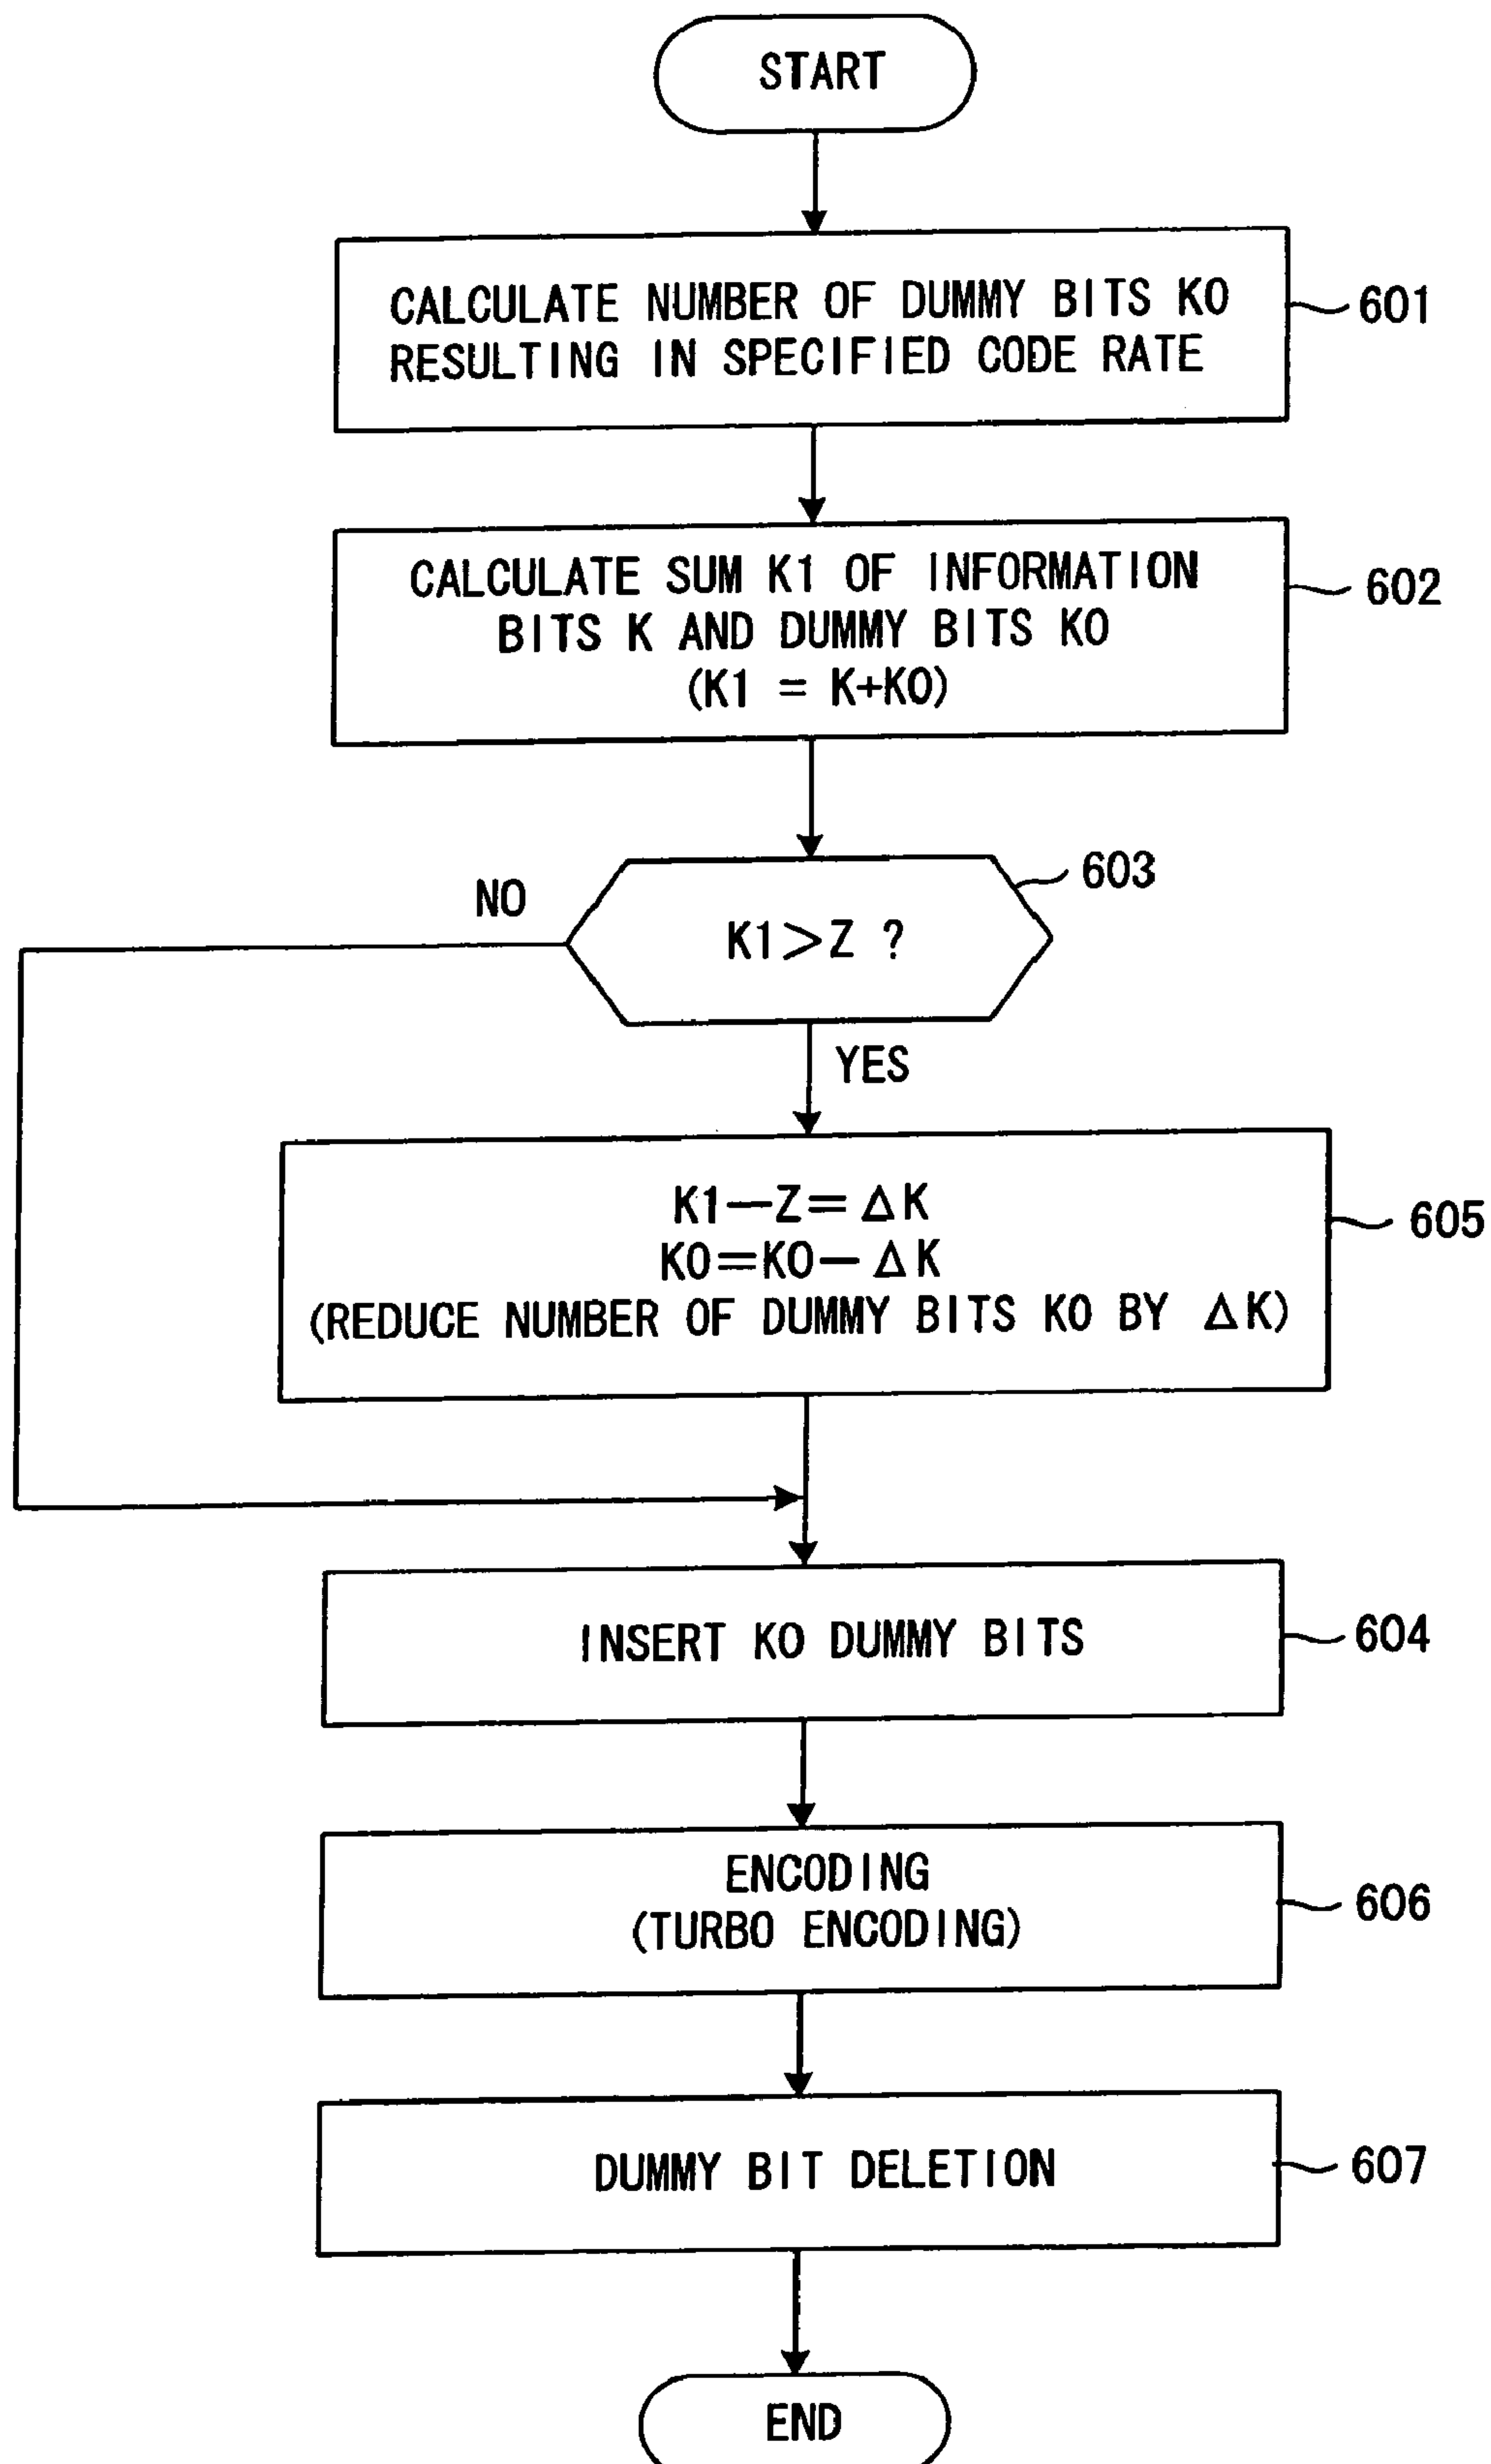 START
CALCULATE NUMBER OF DUMMY BITS K0
RESULTING IN SPECIFIED CODE RATE
601
CALCULATE SUM K1 OF INFORMATION
BITS K AND DUMMY BITS K0
(K1 = K+K0)
602
603
NO
K1>Z ?
YES
K1—Z=ΔK
K0=K0—ΔK
(REDUCE NUMBER OF DUMMY BITS K0 BY ΔK)
605
INSERT K0 DUMMY BITS
604
ENCODING
(TURBO ENCODING)
606
DUMMY BIT DELETION
607
END